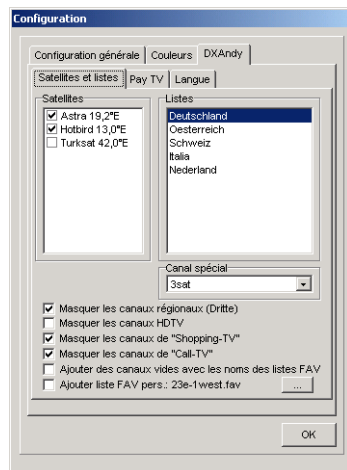 Configuration
Configuration générale Couleurs DXAndy
Satellites et listes Pay TV Langue
Satellites
Astra 19,2°E
Hotbird 13,0°E
Turksat 42,0°E
Listes
Deutschland
Oesterreich
Schweiz
Italia
Nederland
Canal spécial
3sat
Masquer les canaux régionaux (Dritte)
Masquer les canaux HDTV
Masquer les canaux de "Shopping-TV"
Masquer les canaux de "Call-TV"
Ajouter des canaux vides avec les noms des listes FAV
Ajouter liste FAV pers.: 23e-1west.fav ...
OK